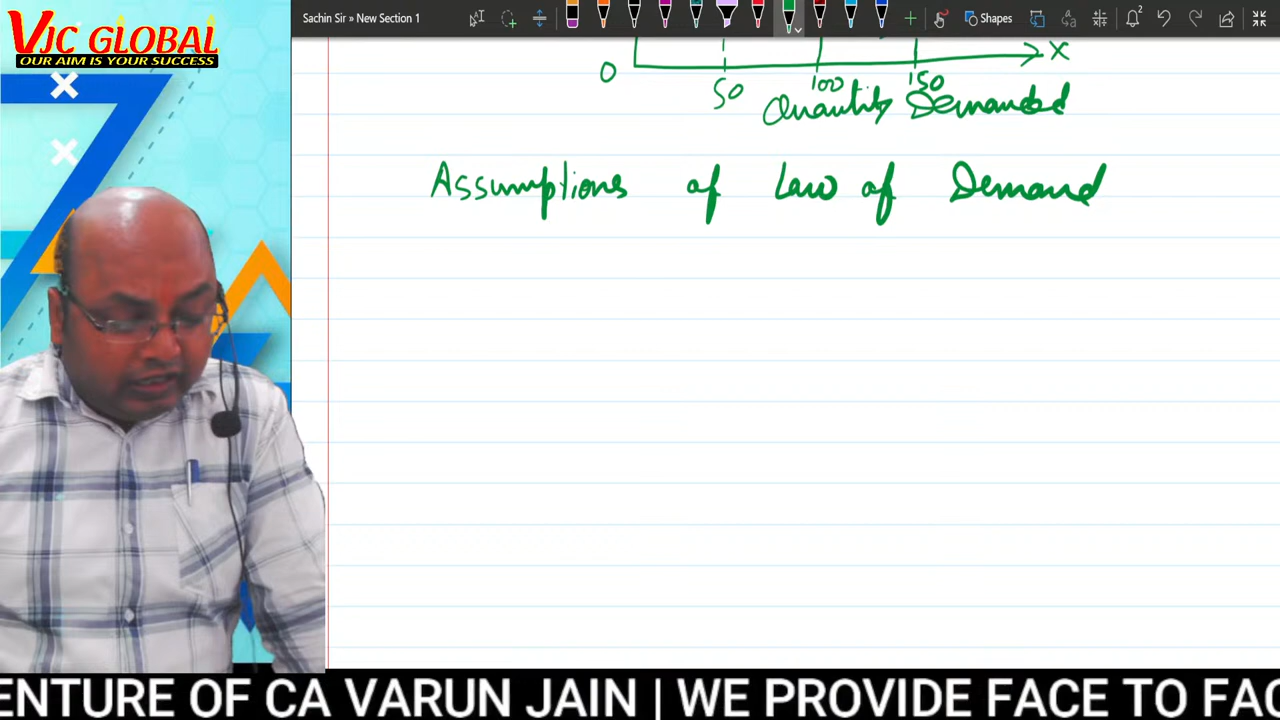 VJC GLOBAL
OUR AIM IS YOUR SUCCESS
Sachin Sir » New Section 1
Shapes
2
X
0
50
100
150
Quantity Demanded
Assumptions of Law of Demand
ENTURE OF CA VARUN JAIN | WE PROVIDE FACE TO FAC